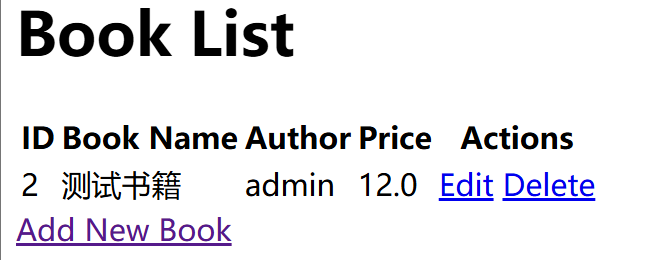 Book List
ID Book Name Author Price Actions
2 测试书籍 admin 12.0 Edit Delete
Add New Book